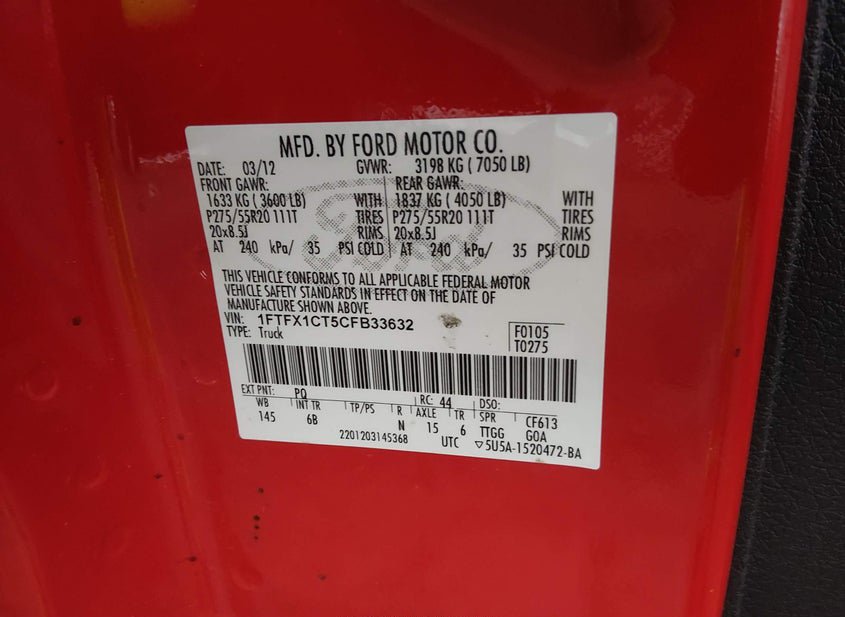 MFD. BY FORD MOTOR CO.
DATE: 03/12 GVWR: 3198 KG ( 7050 LB)
FRONT GAWR: REAR GAWR:
1633 KG ( 3600 LB) WITH 1837 KG ( 4050 LB) WITH
P275/55R20 111T TIRES P275/55R20 111T TIRES
20x8.5J RIMS 20x8.5J RIMS
AT 240 kPa/ 35 PSI COLD AT 240 kPa/ 35 PSI COLD
THIS VEHICLE CONFORMS TO ALL APPLICABLE FEDERAL MOTOR
VEHICLE SAFETY STANDARDS IN EFFECT ON THE DATE OF
MANUFACTURE SHOWN ABOVE.
VIN: 1FTFX1CT5CFB33632 F0105
TYPE: Truck T0275
EXT PNT: PQ RC: 44 DSO:
WB INT TR TP/PS R AXLE TR SPR CF613
145 6B N 15 6 TTGG GOA
2201203145368 UTC ▽5U5A-1520472-BA
Ford